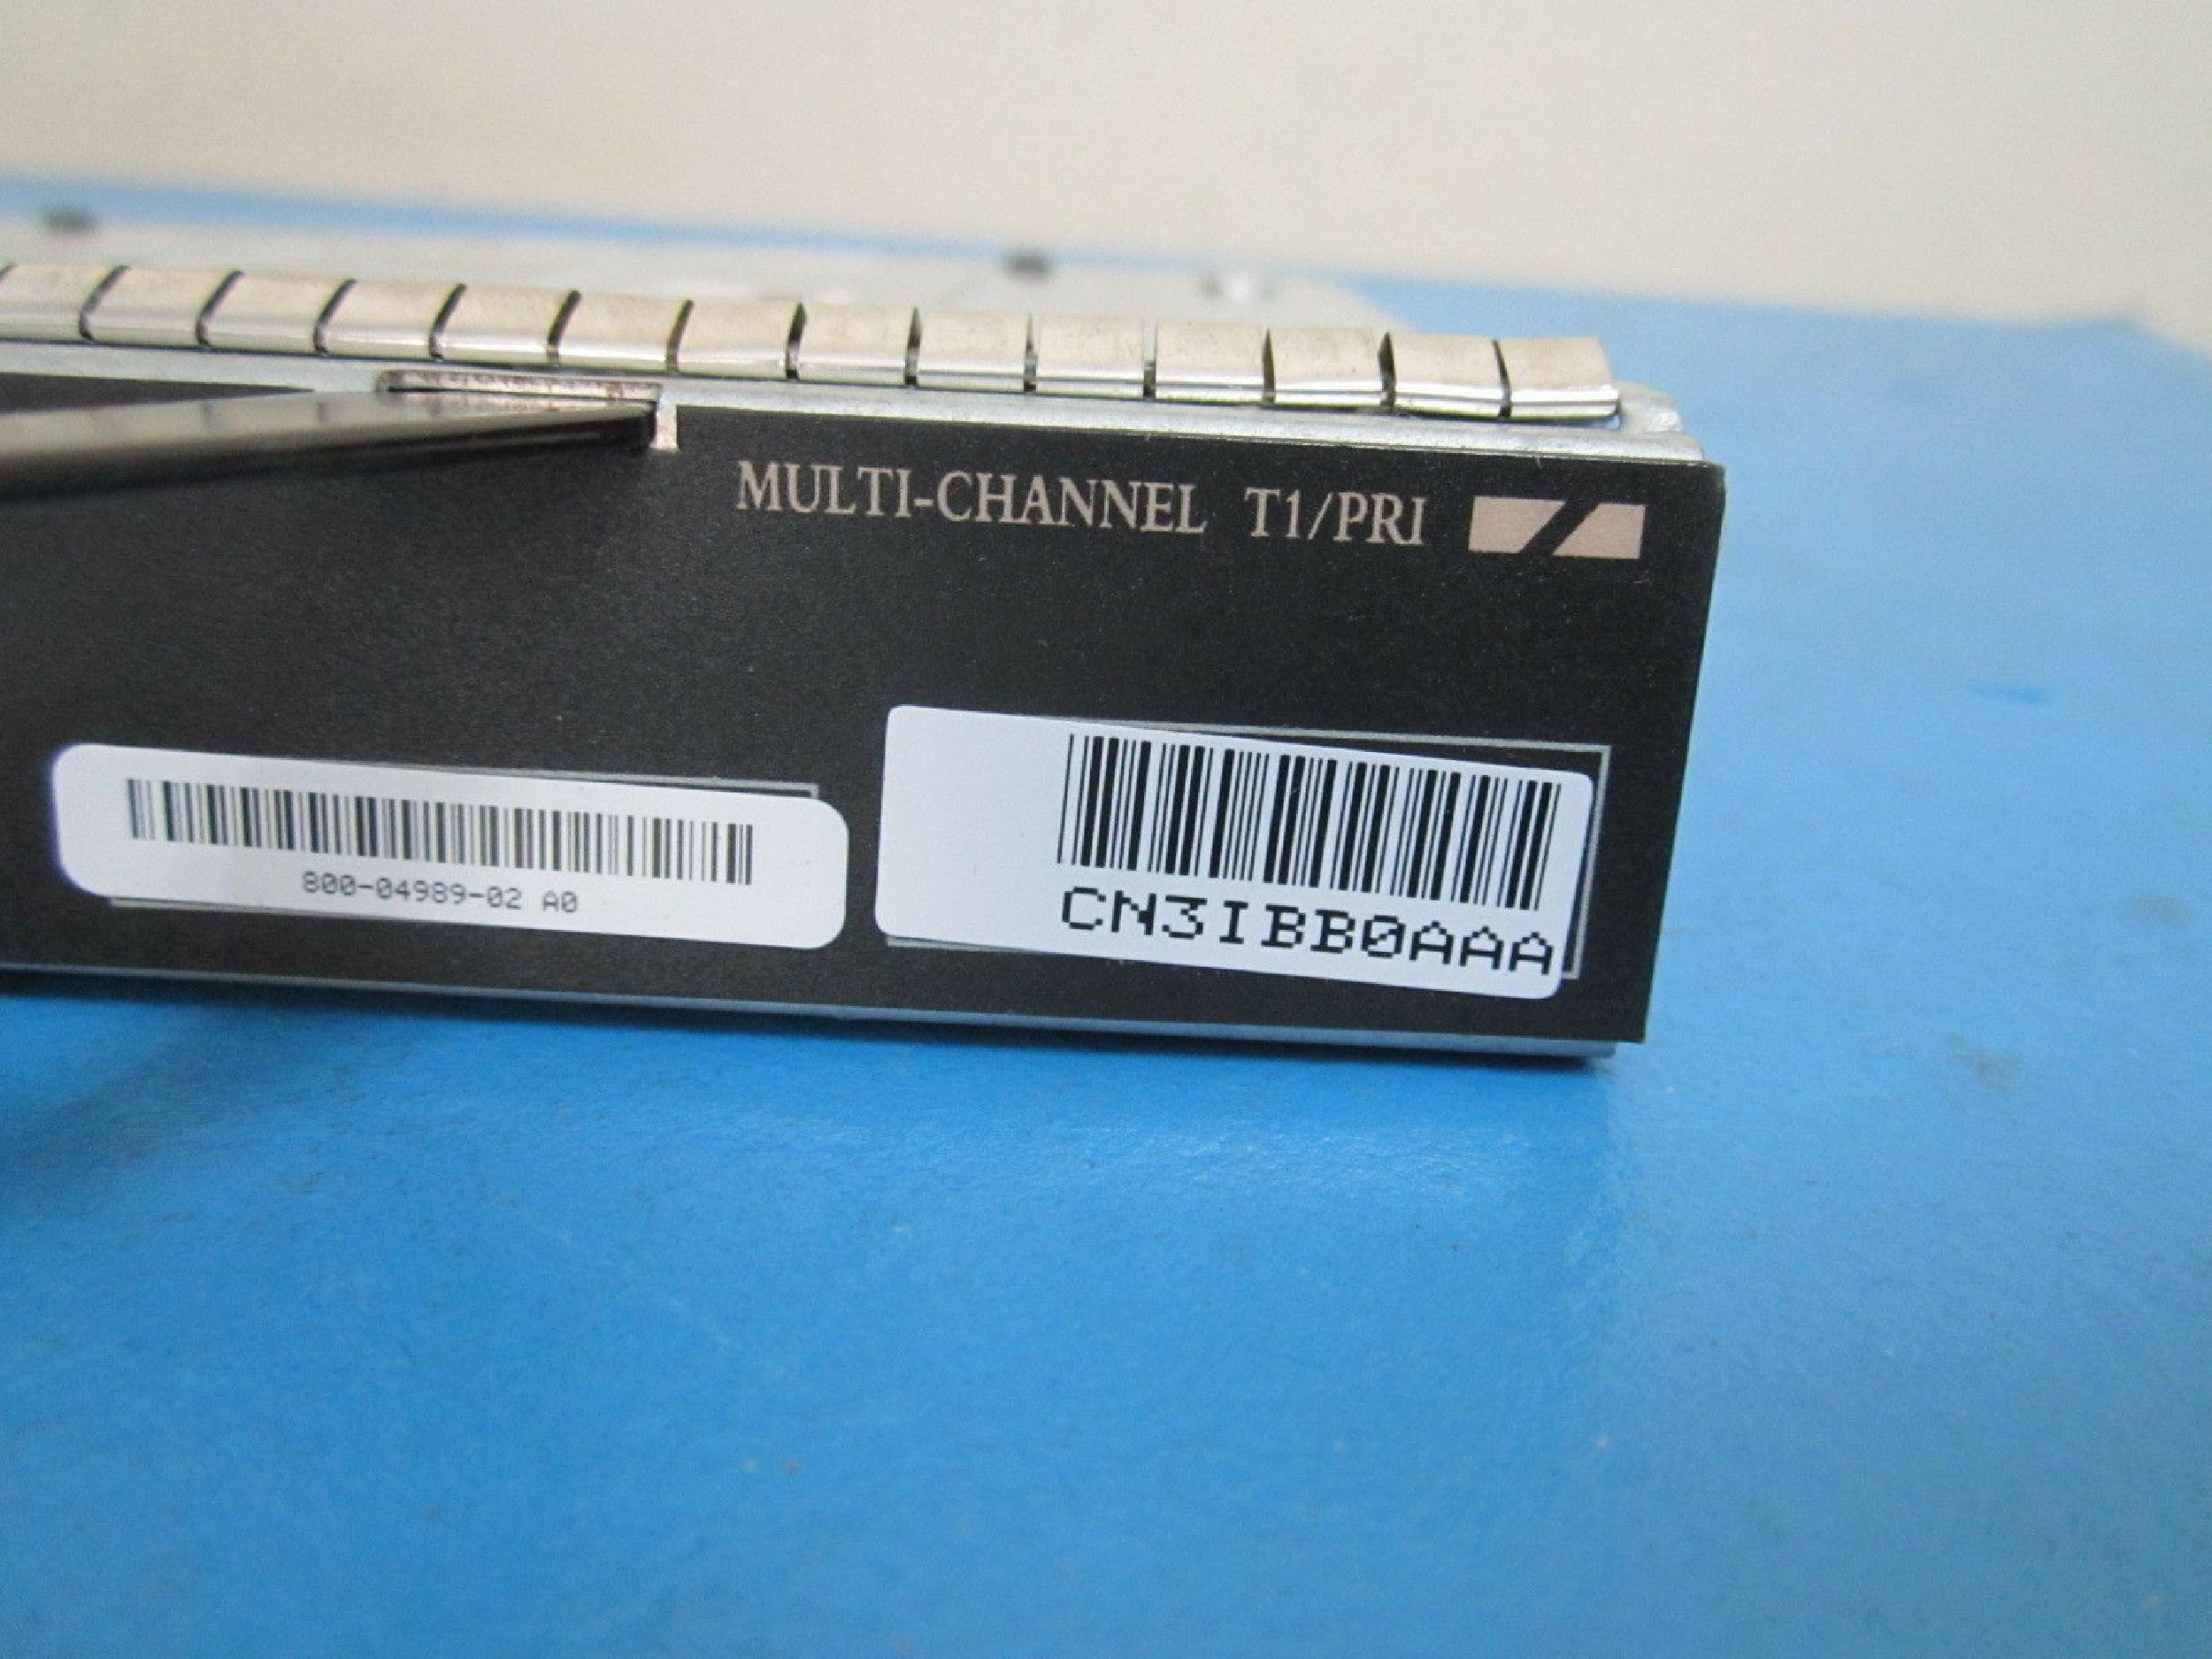 MULTI-CHANNEL T1/PRI
800-04989-02 A0
CN3IBB0AAA